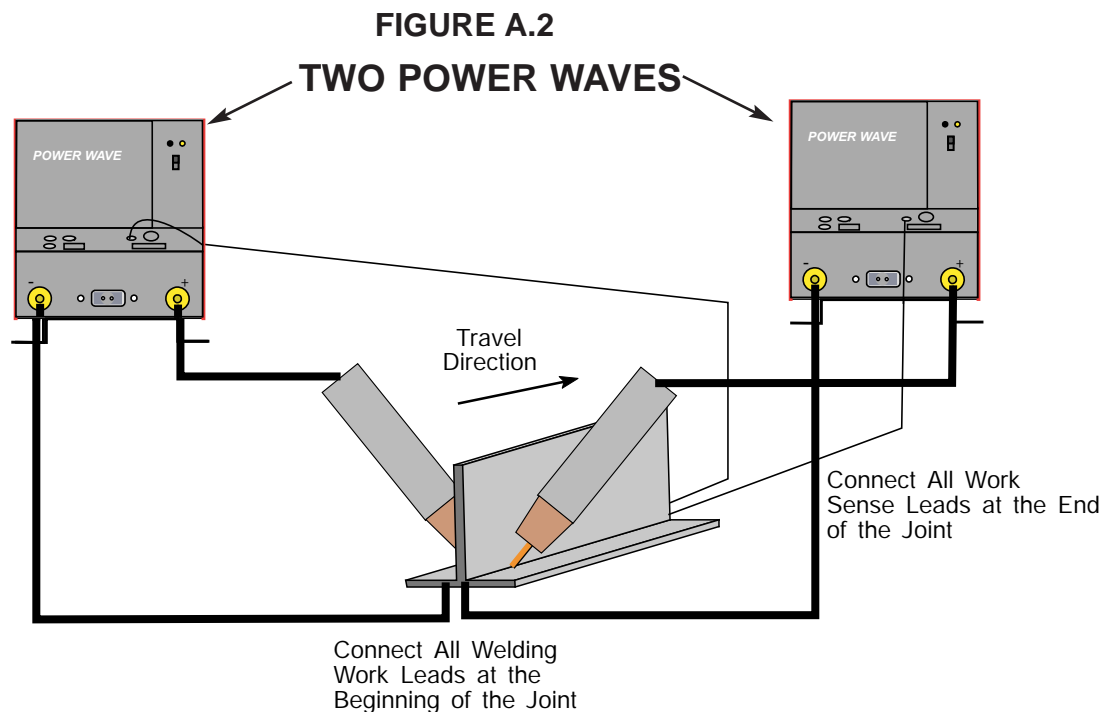 FIGURE A.2
TWO POWER WAVES
POWER WAVE
POWER WAVE
- +
- +
Travel
Direction
Connect All Work
Sense Leads at the End
of the Joint
Connect All Welding
Work Leads at the
Beginning of the Joint